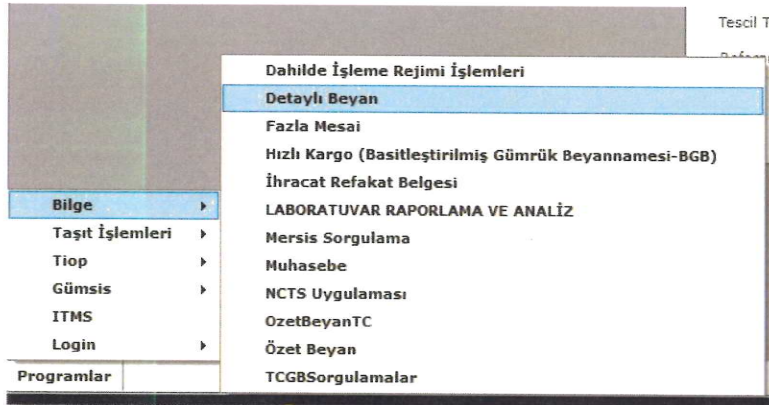 Tescil T
Dahilde İşleme Rejimi İşlemleri
Detaylı Beyan
Fazla Mesai
Hızlı Kargo (Basitleştirilmiş Gümrük Beyannamesi-BGB)
İhracat Refakat Belgesi
LABORATUVAR RAPORLAMA VE ANALİZ
Mersis Sorgulama
Muhasebe
NCTS Uygulaması
OzetBeyanTC
Özet Beyan
TCGBSorgulamalar
Bilge
Taşıt İşlemleri
Tiop
Gümsis
ITMS
Login
Programlar